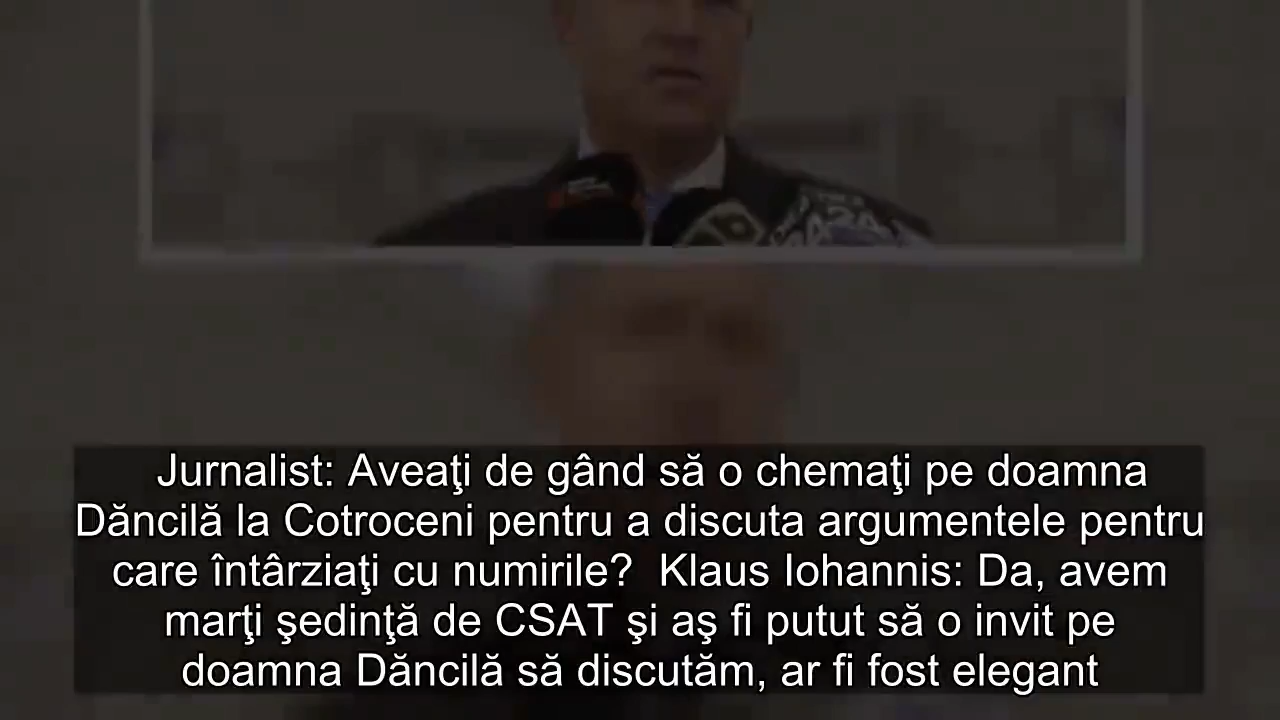 Jurnalist: Aveaţi de gând să o chemaţi pe doamna
Dăncilă la Cotroceni pentru a discuta argumentele pentru
care întârziaţi cu numirile?  Klaus Iohannis: Da, avem
marţi şedinţă de CSAT şi aş fi putut să o invit pe
doamna Dăncilă să discutăm, ar fi fost elegant